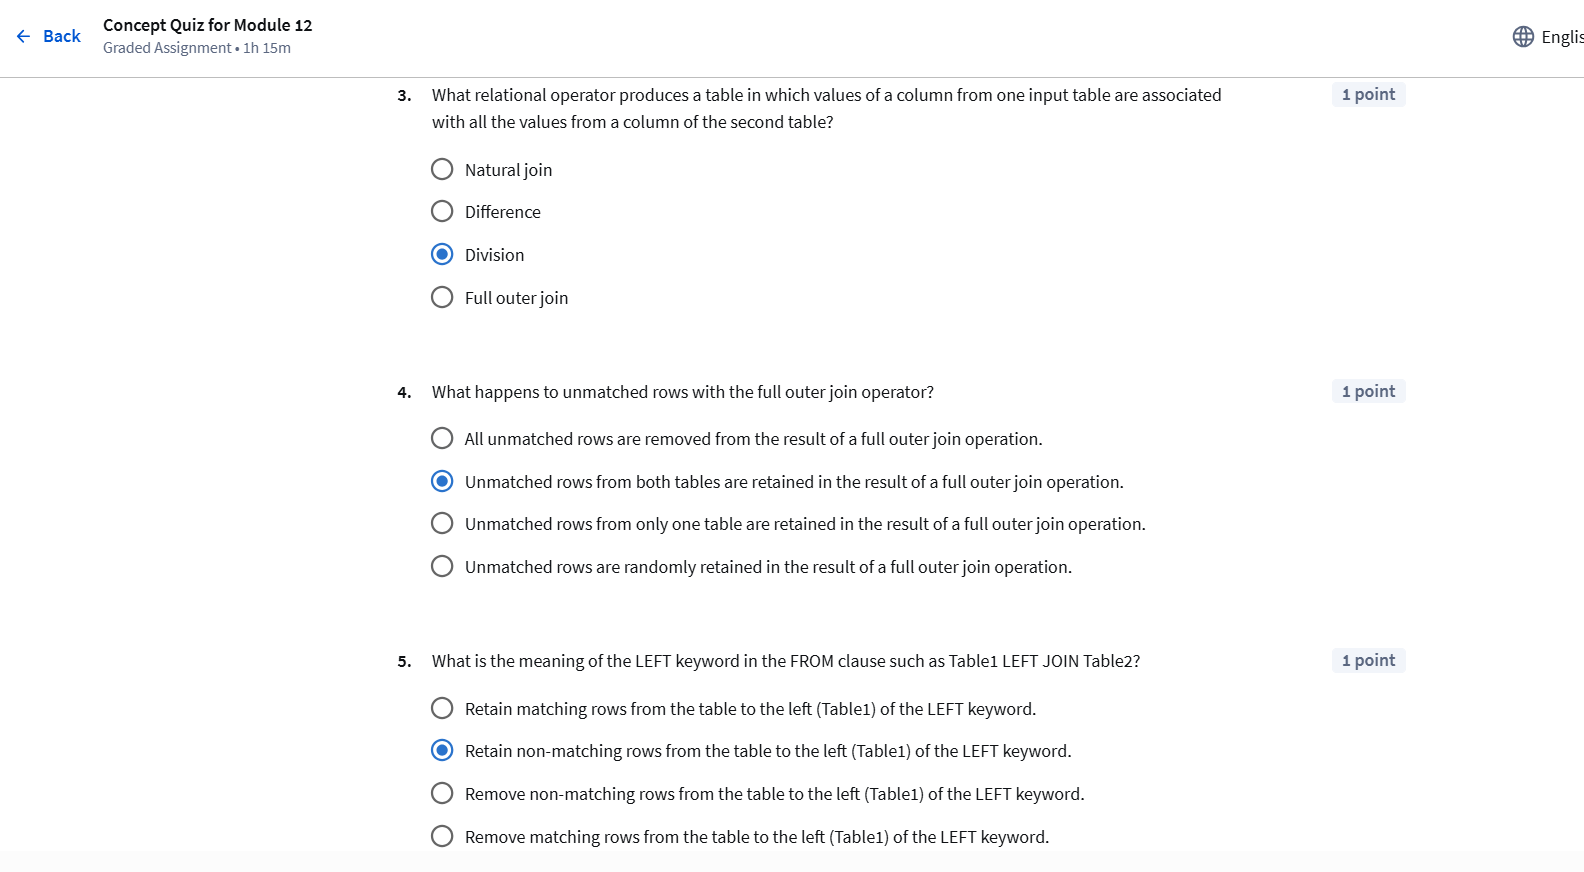 Back
Concept Quiz for Module 12
Graded Assignment • 1h 15m
Englis
3. What relational operator produces a table in which values of a column from one input table are associated
with all the values from a column of the second table?
1 point
Natural join
Difference
Division
Full outer join
4. What happens to unmatched rows with the full outer join operator?
1 point
All unmatched rows are removed from the result of a full outer join operation.
Unmatched rows from both tables are retained in the result of a full outer join operation.
Unmatched rows from only one table are retained in the result of a full outer join operation.
Unmatched rows are randomly retained in the result of a full outer join operation.
5. What is the meaning of the LEFT keyword in the FROM clause such as Table1 LEFT JOIN Table2?
1 point
Retain matching rows from the table to the left (Table1) of the LEFT keyword.
Retain non-matching rows from the table to the left (Table1) of the LEFT keyword.
Remove non-matching rows from the table to the left (Table1) of the LEFT keyword.
Remove matching rows from the table to the left (Table1) of the LEFT keyword.